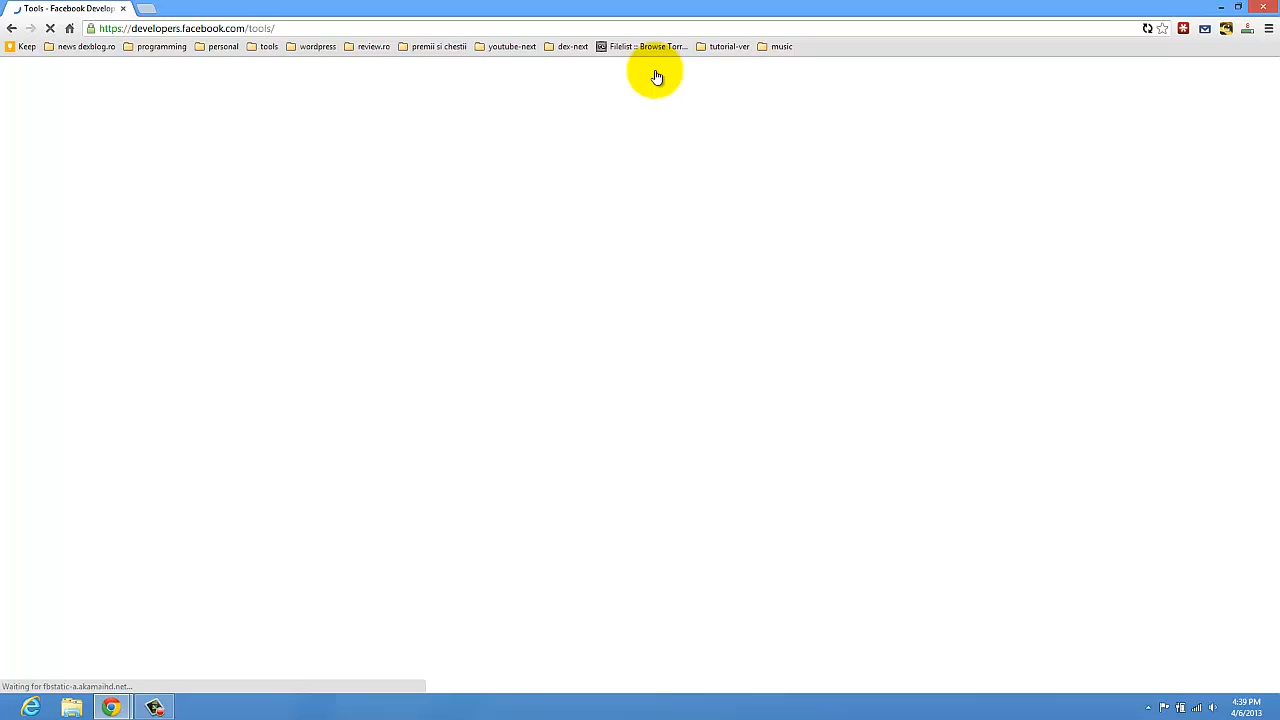 Tools - Facebook Develop
https://developers.facebook.com/tools/
Keep news dexblog.ro programming personal tools wordpress review.ro premii si chestii youtube-next dex-next Filelist :: Browse Torr... tutorial-ver music
Waiting for fbstatic-a.akamaihd.net...
4:39 PM
4/6/2013